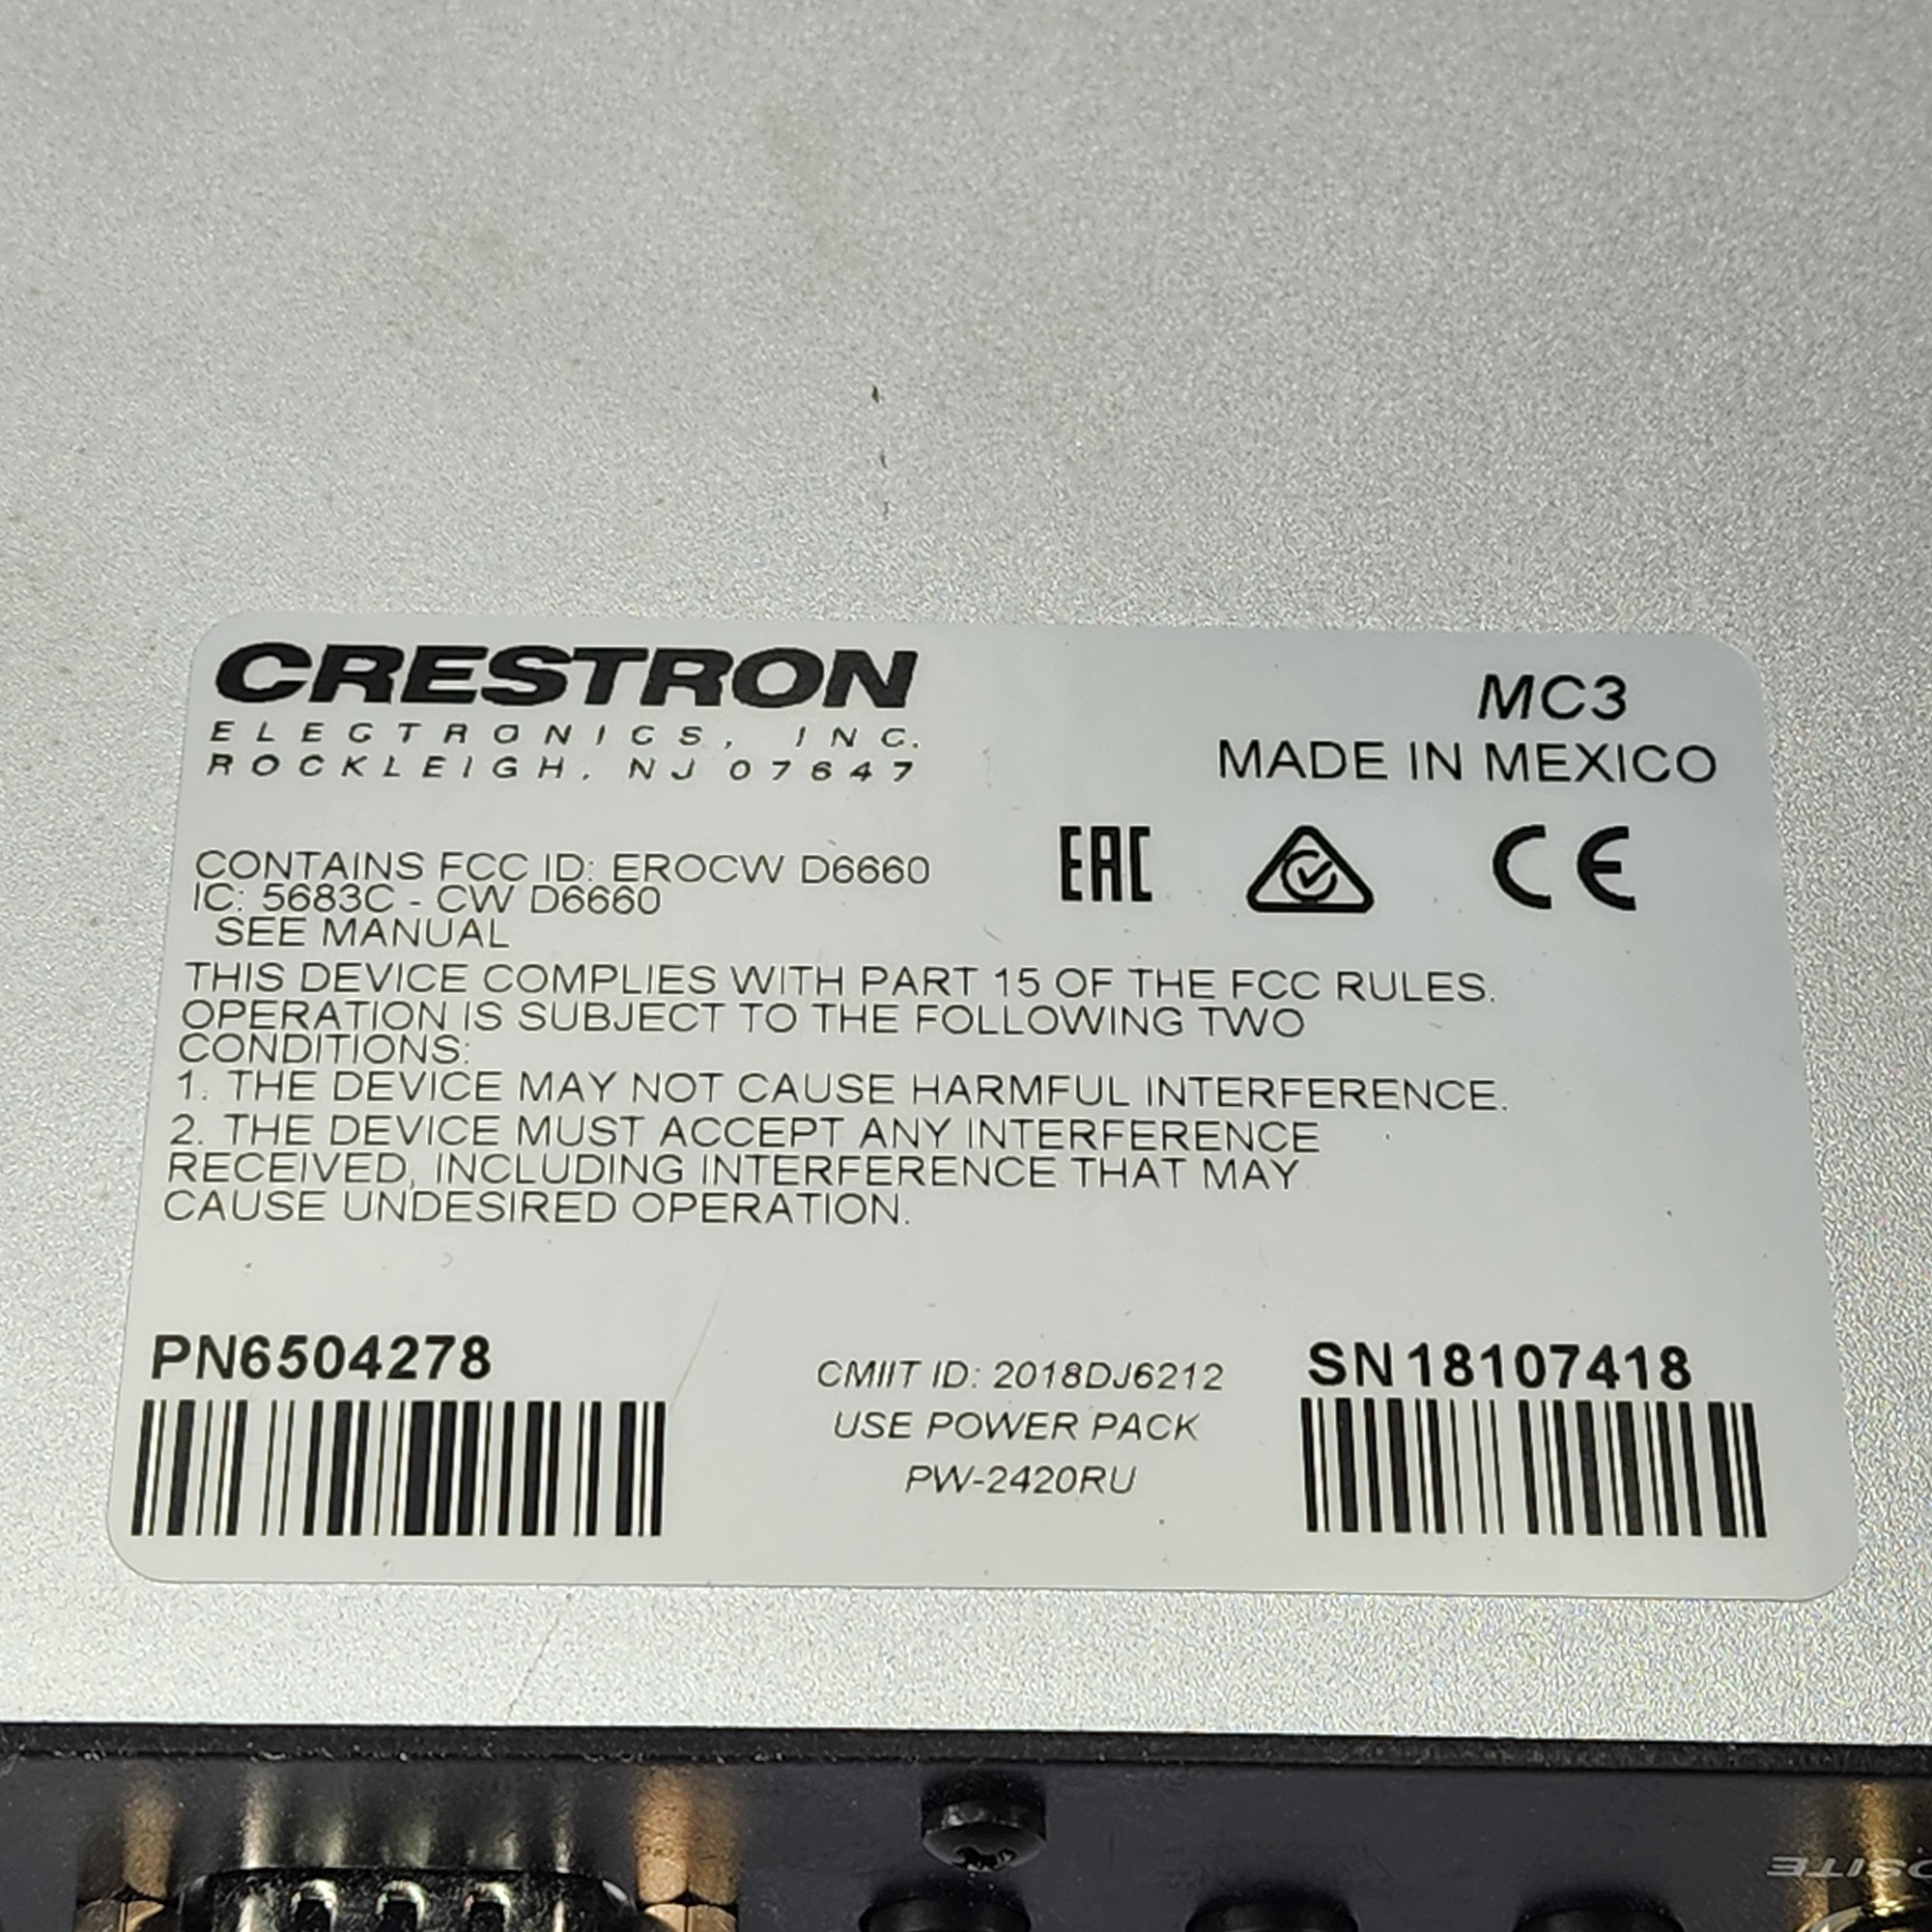 CRESTRON
ELECTRONICS, INC.
ROCKLEIGH, NJ 07647
MC3
MADE IN MEXICO
CONTAINS FCC ID: EROCW D6660
IC: 5683C - CW D6660
SEE MANUAL
EAC
CE
THIS DEVICE COMPLIES WITH PART 15 OF THE FCC RULES.
OPERATION IS SUBJECT TO THE FOLLOWING TWO
CONDITIONS:
1. THE DEVICE MAY NOT CAUSE HARMFUL INTERFERENCE.
2. THE DEVICE MUST ACCEPT ANY INTERFERENCE
RECEIVED, INCLUDING INTERFERENCE THAT MAY
CAUSE UNDESIRED OPERATION.
PN6504278
CMIIT ID: 2018DJ6212
USE POWER PACK
PW-2420RU
SN18107418